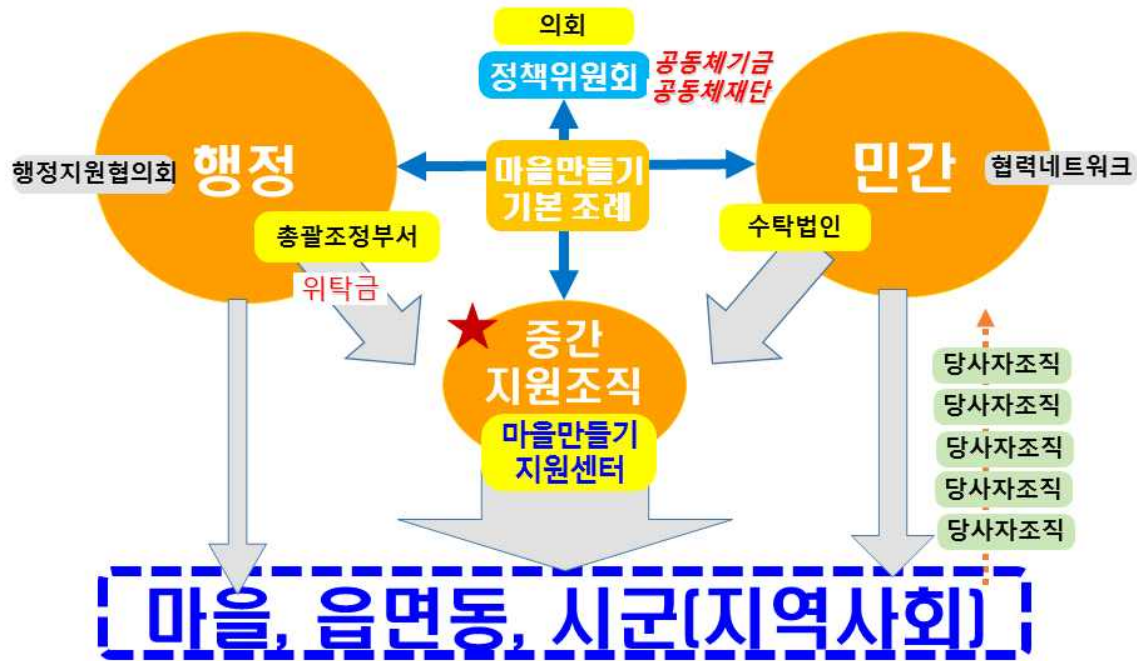 의회
정책위원회
공동체기금
공동체재단
행정
행정지원협의회
마을만들기
기본 조례
민간
협력네트워크
총괄조정부서
수탁법인
위탁금
중간
지원조직
마을만들기
지원센터
당사자조직
당사자조직
당사자조직
당사자조직
당사자조직
마을, 읍면동, 시군(지역사회)